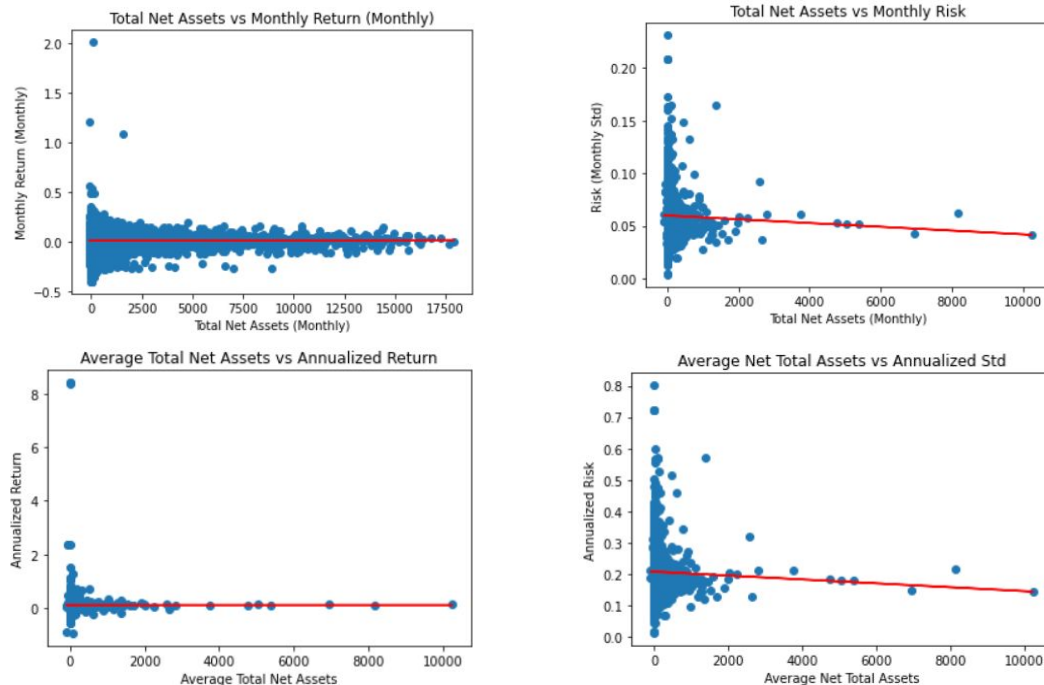 Total Net Assets vs Monthly Return (Monthly)
2.0
1.5
1.0
0.5
0.0
−0.5
Monthly Return (Monthly)
0 2500 5000 7500 10000 12500 15000 17500
Total Net Assets (Monthly)
Total Net Assets vs Monthly Risk
0.20
0.15
0.10
0.05
0.00
Risk (Monthly Std)
0 2000 4000 6000 8000 10000
Total Net Assets (Monthly)
Average Total Net Assets vs Annualized Return
8
6
4
2
0
Annualized Return
0 2000 4000 6000 8000 10000
Average Total Net Assets
Average Net Total Assets vs Annualized Std
0.8
0.7
0.6
0.5
0.4
0.3
0.2
0.1
0.0
Annualized Risk
0 2000 4000 6000 8000 10000
Average Net Total Assets